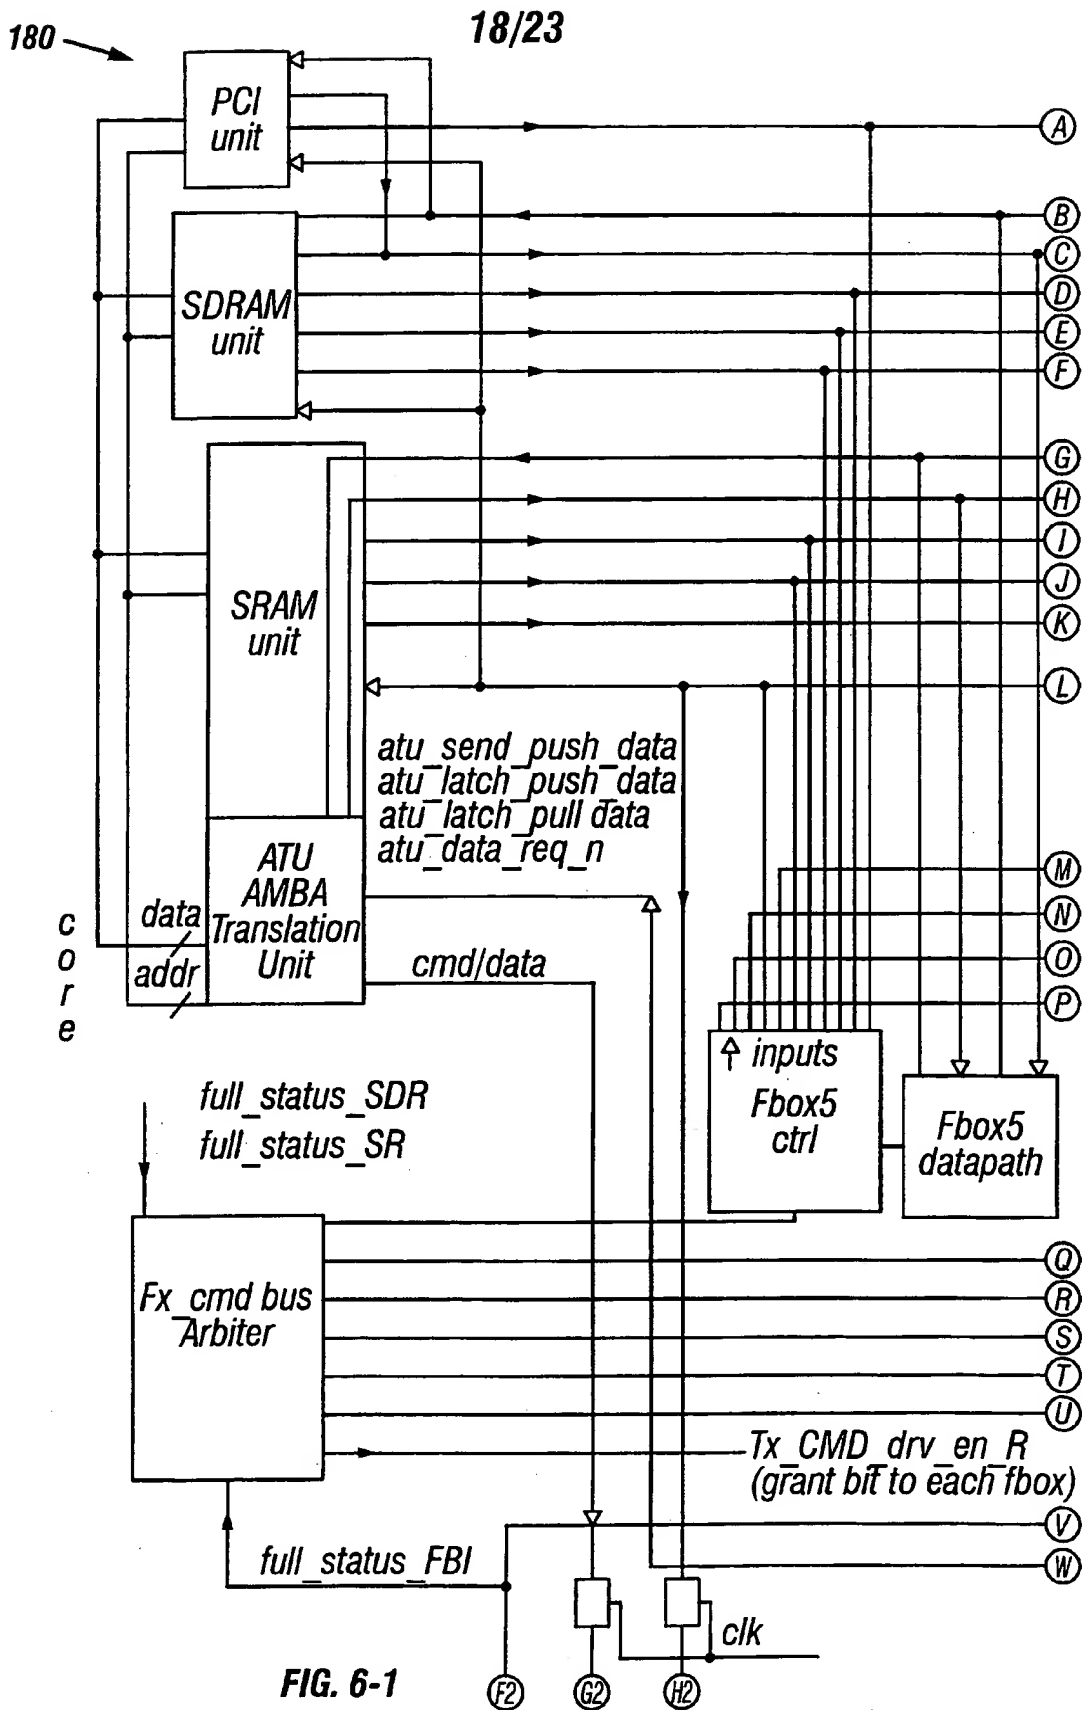 18/23
180
PCI
unit
A
B
C
SDRAM
unit
D
E
F
G
H
I
J
SRAM
unit
K
L
atu_send_push_data
atu_latch_push_data
atu_latch_pull data
atu_data_req_n
ATU
AMBA
Translation
Unit
M
N
O
P
core
data
addr
cmd/data
inputs
Fbox5
ctrl
Fbox5
datapath
full_status_SDR
full_status_SR
Fx_cmd bus
Arbiter
Q
R
S
T
U
Tx_CMD_drv_en_R
(grant bit to each fbox)
V
W
full_status_FBI
clk
FIG. 6-1
F2
G2
H2